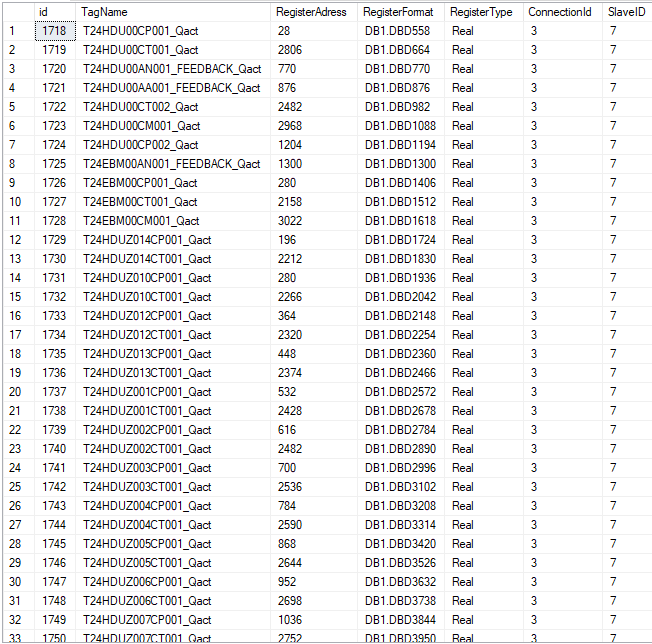 id TagName RegisterAdress RegisterFormat RegisterType ConnectionId SlaveID
1 1718 T24HDU00CP001_Qact 28 DB1.DBD558 Real 3 7
2 1719 T24HDU00CT001_Qact 2806 DB1.DBD664 Real 3 7
3 1720 T24HDU00AN001_FEEDBACK_Qact 770 DB1.DBD770 Real 3 7
4 1721 T24HDU00AA001_FEEDBACK_Qact 876 DB1.DBD876 Real 3 7
5 1722 T24HDU00CT002_Qact 2482 DB1.DBD982 Real 3 7
6 1723 T24HDU00CM001_Qact 2968 DB1.DBD1088 Real 3 7
7 1724 T24HDU00CP002_Qact 1204 DB1.DBD1194 Real 3 7
8 1725 T24EBM00AN001_FEEDBACK_Qact 1300 DB1.DBD1300 Real 3 7
9 1726 T24EBM00CP001_Qact 280 DB1.DBD1406 Real 3 7
10 1727 T24EBM00CT001_Qact 2158 DB1.DBD1512 Real 3 7
11 1728 T24EBM00CM001_Qact 3022 DB1.DBD1618 Real 3 7
12 1729 T24HDUZ014CP001_Qact 196 DB1.DBD1724 Real 3 7
13 1730 T24HDUZ014CT001_Qact 2212 DB1.DBD1830 Real 3 7
14 1731 T24HDUZ010CP001_Qact 280 DB1.DBD1936 Real 3 7
15 1732 T24HDUZ010CT001_Qact 2266 DB1.DBD2042 Real 3 7
16 1733 T24HDUZ012CP001_Qact 364 DB1.DBD2148 Real 3 7
17 1734 T24HDUZ012CT001_Qact 2320 DB1.DBD2254 Real 3 7
18 1735 T24HDUZ013CP001_Qact 448 DB1.DBD2360 Real 3 7
19 1736 T24HDUZ013CT001_Qact 2374 DB1.DBD2466 Real 3 7
20 1737 T24HDUZ001CP001_Qact 532 DB1.DBD2572 Real 3 7
21 1738 T24HDUZ001CT001_Qact 2428 DB1.DBD2678 Real 3 7
22 1739 T24HDUZ002CP001_Qact 616 DB1.DBD2784 Real 3 7
23 1740 T24HDUZ002CT001_Qact 2482 DB1.DBD2890 Real 3 7
24 1741 T24HDUZ003CP001_Qact 700 DB1.DBD2996 Real 3 7
25 1742 T24HDUZ003CT001_Qact 2536 DB1.DBD3102 Real 3 7
26 1743 T24HDUZ004CP001_Qact 784 DB1.DBD3208 Real 3 7
27 1744 T24HDUZ004CT001_Qact 2590 DB1.DBD3314 Real 3 7
28 1745 T24HDUZ005CP001_Qact 868 DB1.DBD3420 Real 3 7
29 1746 T24HDUZ005CT001_Qact 2644 DB1.DBD3526 Real 3 7
30 1747 T24HDUZ006CP001_Qact 952 DB1.DBD3632 Real 3 7
31 1748 T24HDUZ006CT001_Qact 2698 DB1.DBD3738 Real 3 7
32 1749 T24HDUZ007CP001_Qact 1036 DB1.DBD3844 Real 3 7
33 1750 T24HDUZ007CT001_Qact 2752 DB1.DBD3950 Real 3 7